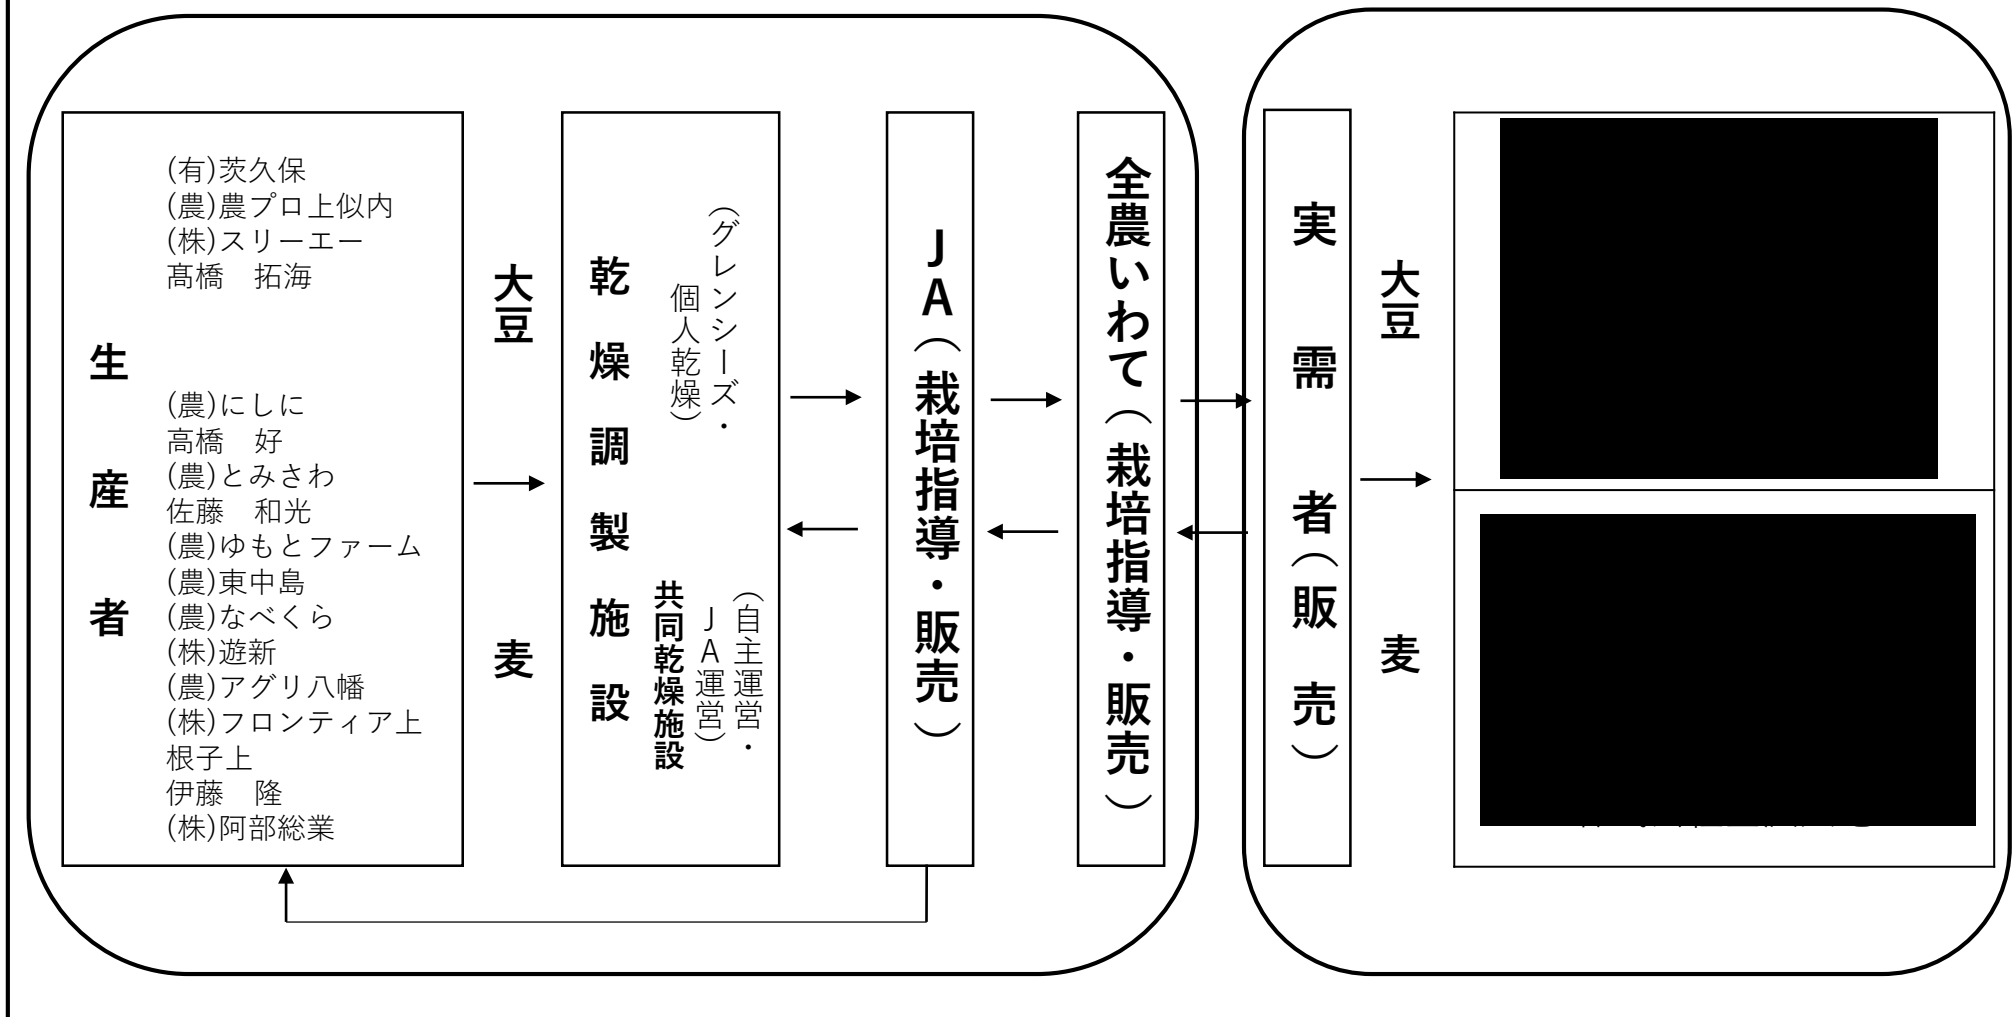 生産者
(有)茨久保
(農)農プロ上似内
(株)スリーエー
髙橋　拓海
(農)にしに
高橋　好
(農)とみさわ
佐藤　和光
(農)ゆもとファーム
(農)東中島
(農)なべくら
(株)遊新
(農)アグリ八幡
(株)フロンティア上
根子上
伊藤　隆
(株)阿部総業
大豆
麦
乾燥調製施設
（グレンシーズ・
個人乾燥）
（自主運営・
ＪＡ運営）
共同乾燥施設
ＪＡ（栽培指導・販売）
全農いわて（栽培指導・販売）
実需者（販売）
大豆
麦